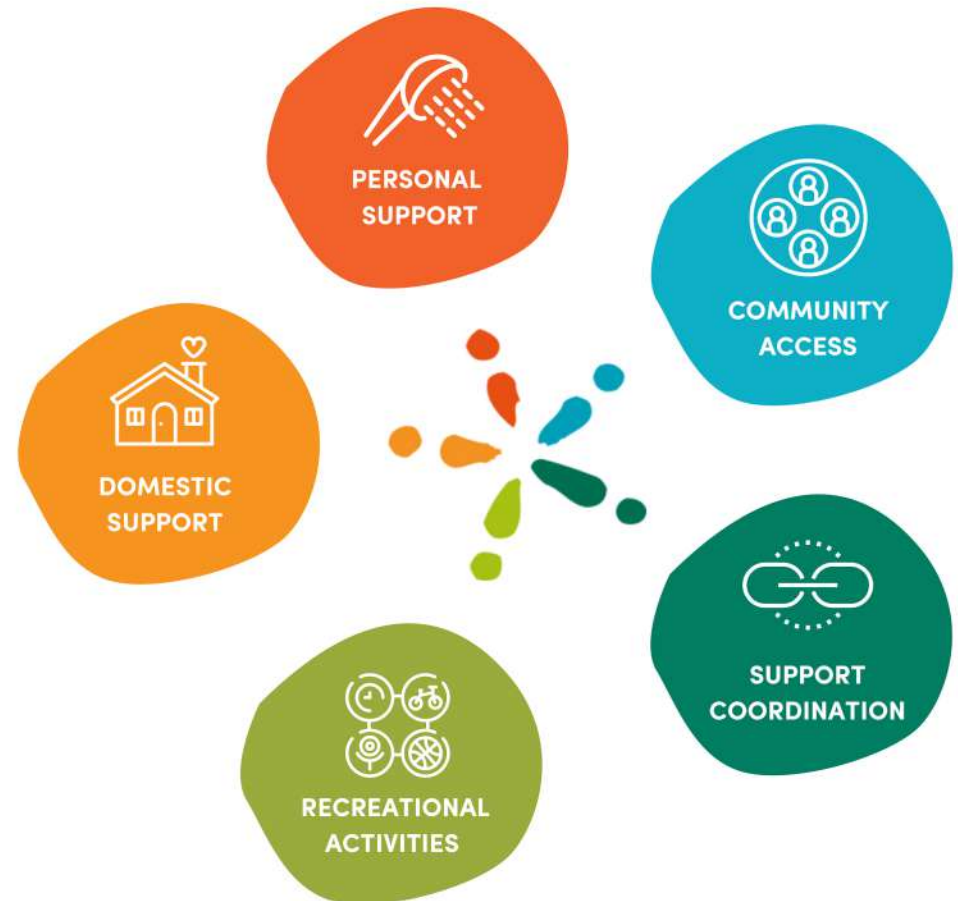 PERSONAL
SUPPORT
COMMUNITY
ACCESS
DOMESTIC
SUPPORT
SUPPORT
COORDINATION
RECREATIONAL
ACTIVITIES